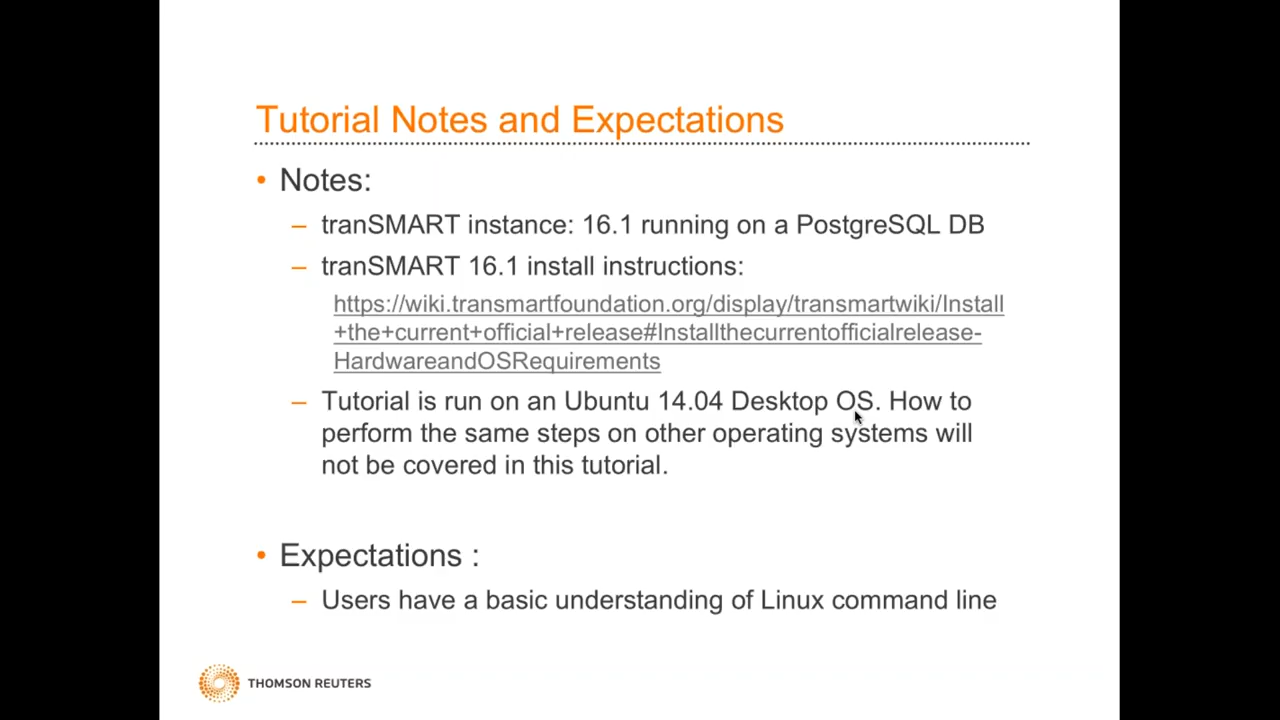 Tutorial Notes and Expectations
• Notes:
– tranSMART instance: 16.1 running on a PostgreSQL DB
– tranSMART 16.1 install instructions:
https://wiki.transmartfoundation.org/display/transmartwiki/Install
+the+current+official+release#Installthecurrentofficialrelease-
HardwareandOSRequirements
– Tutorial is run on an Ubuntu 14.04 Desktop OS. How to
perform the same steps on other operating systems will
not be covered in this tutorial.
• Expectations :
– Users have a basic understanding of Linux command line
THOMSON REUTERS